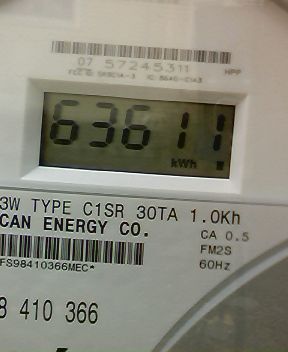 07 57245311
HPP
63611
kWh
3W TYPE C1SR 30TA 1.0Kh
CAN ENERGY CO.
CA 0.5
FM2S
60Hz
FS98410366MEC*
8 410 366